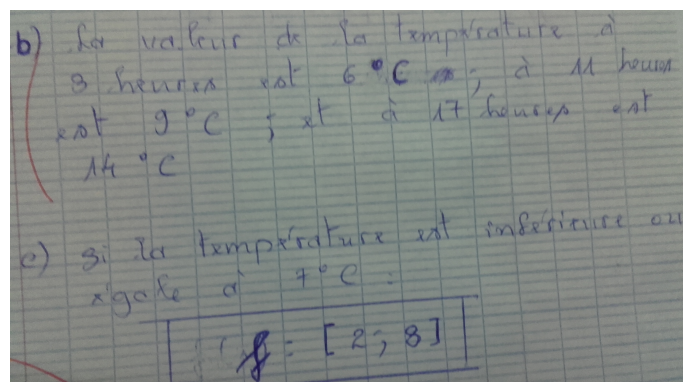 b) La valeur de la température à
3 heures est 6 °C ; à 11 heures
est 9 °C ; et à 17 heures est
14 °C
c) Si la température est inférieure ou
égale à 7 °C :
= [ 2 ; 8 ]